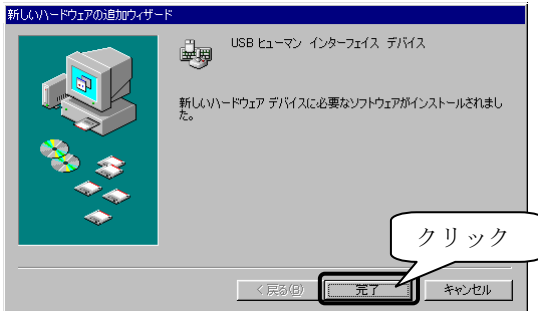 新しいハードウェアの追加ウィザード
USB ヒューマン インターフェイス デバイス
新しいハードウェア デバイスに必要なソフトウェアがインストールされまし
た。
クリック
< 戻る(B)
完了
キャンセル